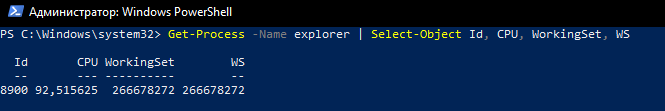 Администратор: Windows PowerShell
PS C:\Windows\system32> Get-Process -Name explorer | Select-Object Id, CPU, WorkingSet, WS
Id CPU WorkingSet WS
-- --- ---------- --
8900 92,515625 266678272 266678272